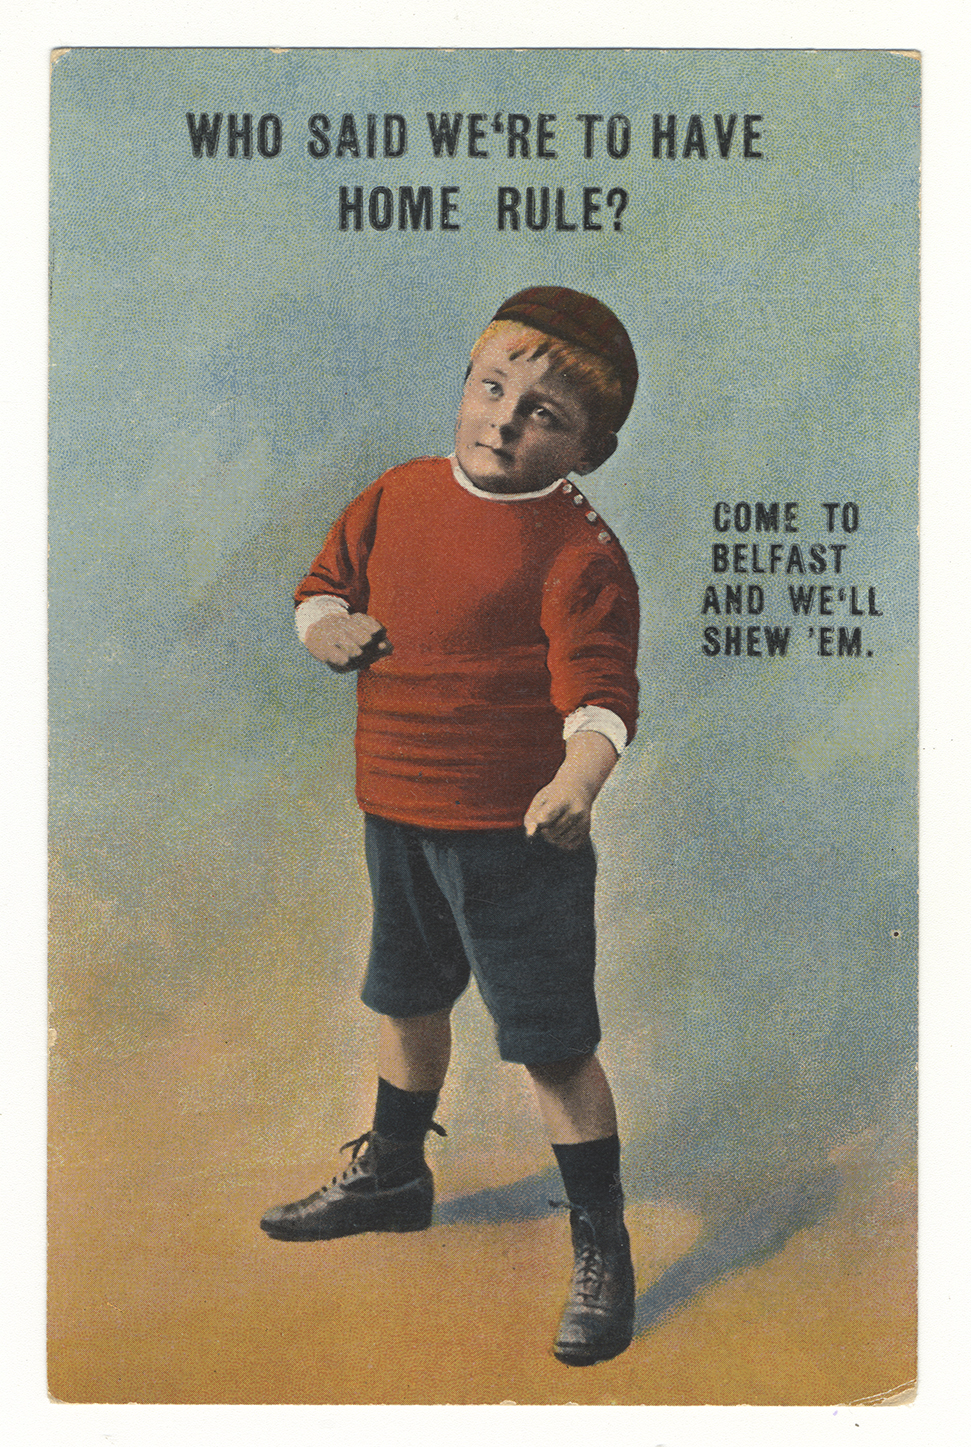 WHO SAID WE'RE TO HAVE
HOME RULE?
COME TO
BELFAST
AND WE'LL
SHEW 'EM.